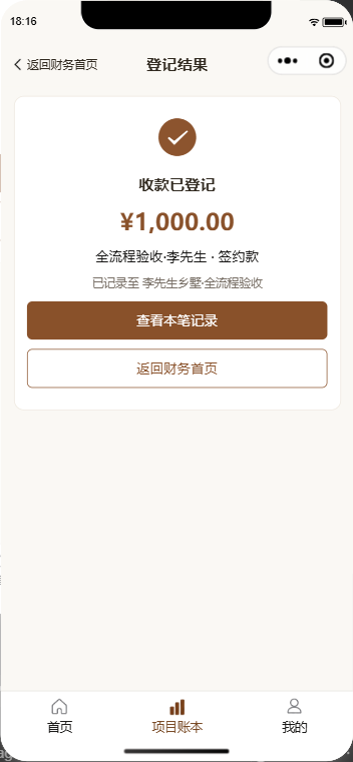 18:16
返回财务首页
登记结果
收款已登记
¥1,000.00
全流程验收·李先生 · 签约款
已记录至 李先生乡墅·全流程验收
查看本笔记录
返回财务首页
首页
项目账本
我的